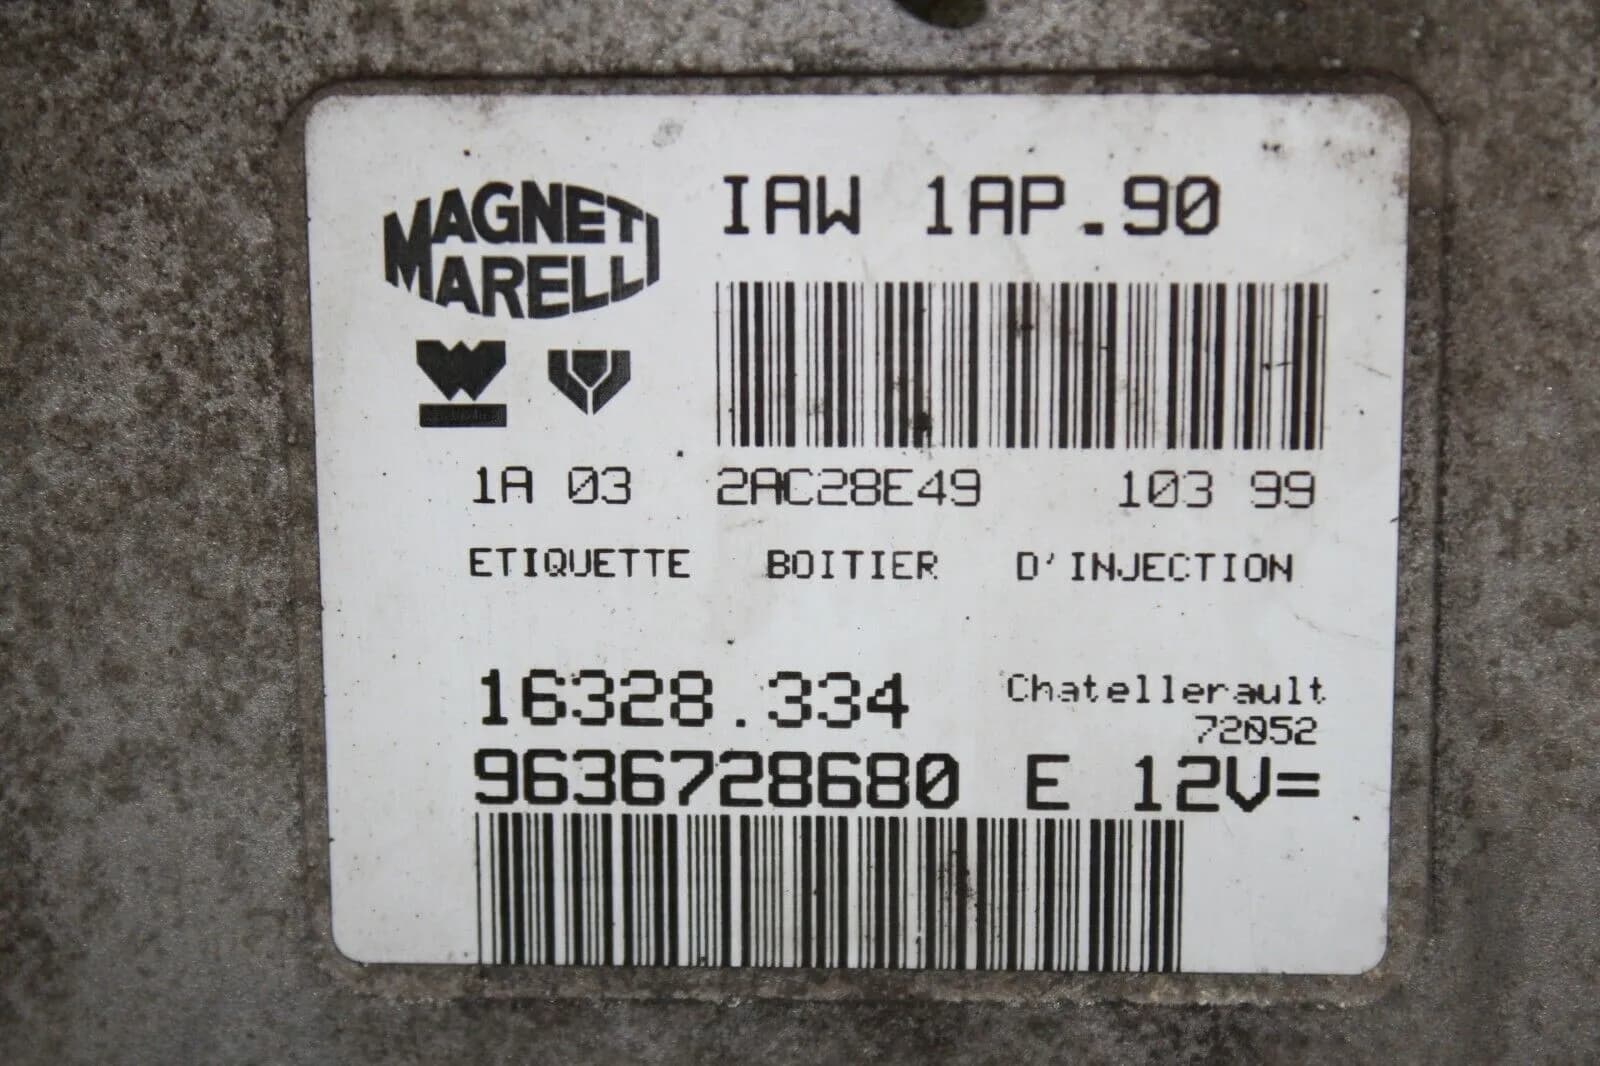 MAGNETI
MARELLI
IAW 1AP.90
1A 03 2AC28E49 103 99
ETIQUETTE BOITIER D'INJECTION
16328.334 Chatellerault
72052
9636728680 E 12V=